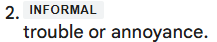 2. INFORMAL
trouble or annoyance.